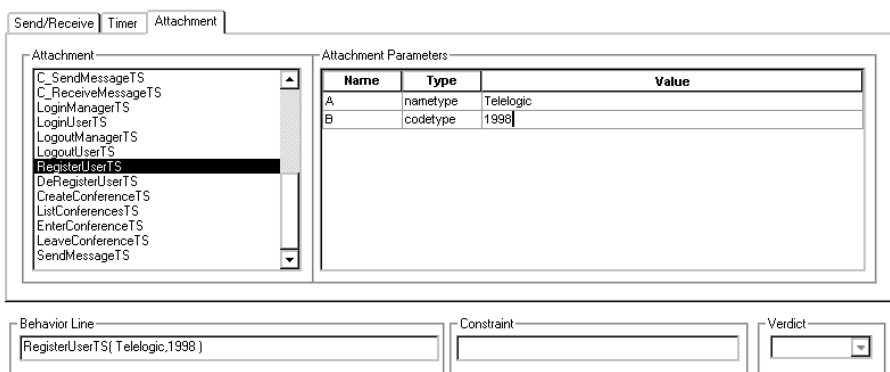 Send/Receive Timer Attachment
Attachment
C_SendMessageTS
C_ReceiveMessageTS
LoginManagerTS
LoginUserTS
LogoutManagerTS
LogoutUserTS
RegisterUserTS
DeRegisterUserTS
CreateConferenceTS
ListConferencesTS
EnterConferenceTS
LeaveConferenceTS
SendMessageTS
Attachment Parameters
Name Type Value
A nametype Telelogic
B codetype 1998
Behavior Line
RegisterUserTS( Telelogic,1998 )
Constraint
Verdict